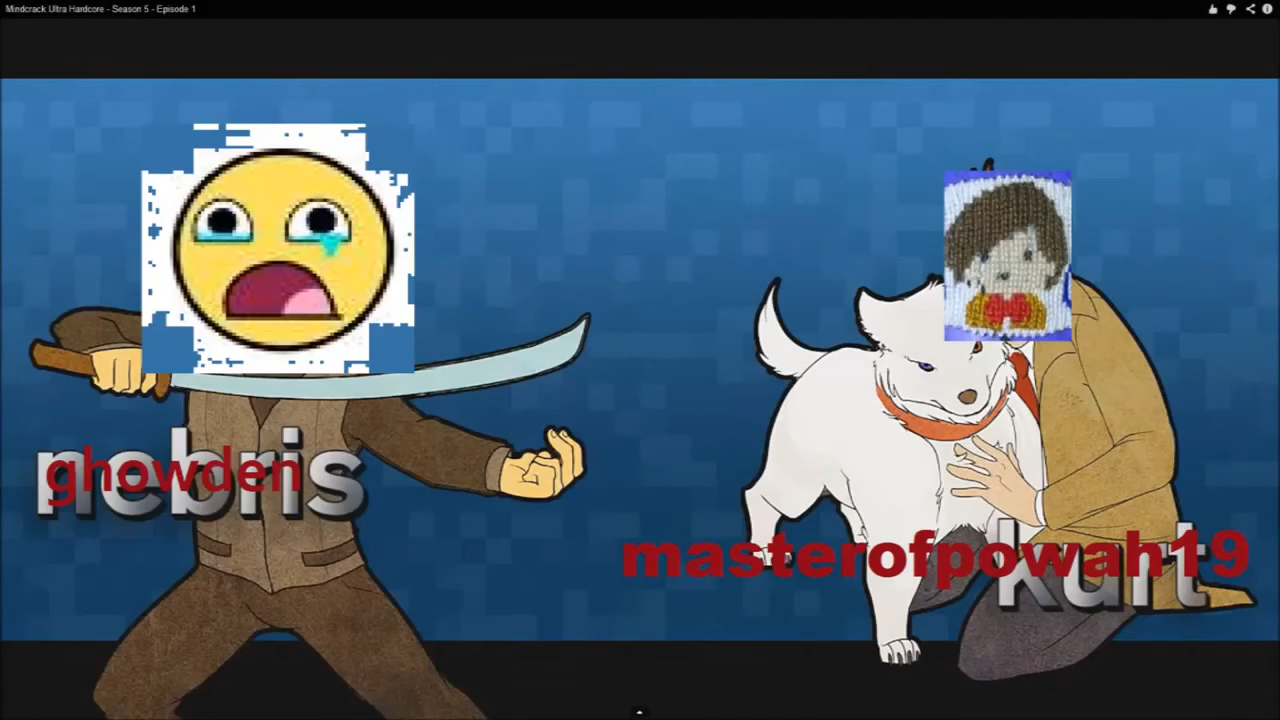 Mindcrack Ultra Hardcore - Season 5 - Episode 1
nebris
ghowden
masterofpowah19
kurt